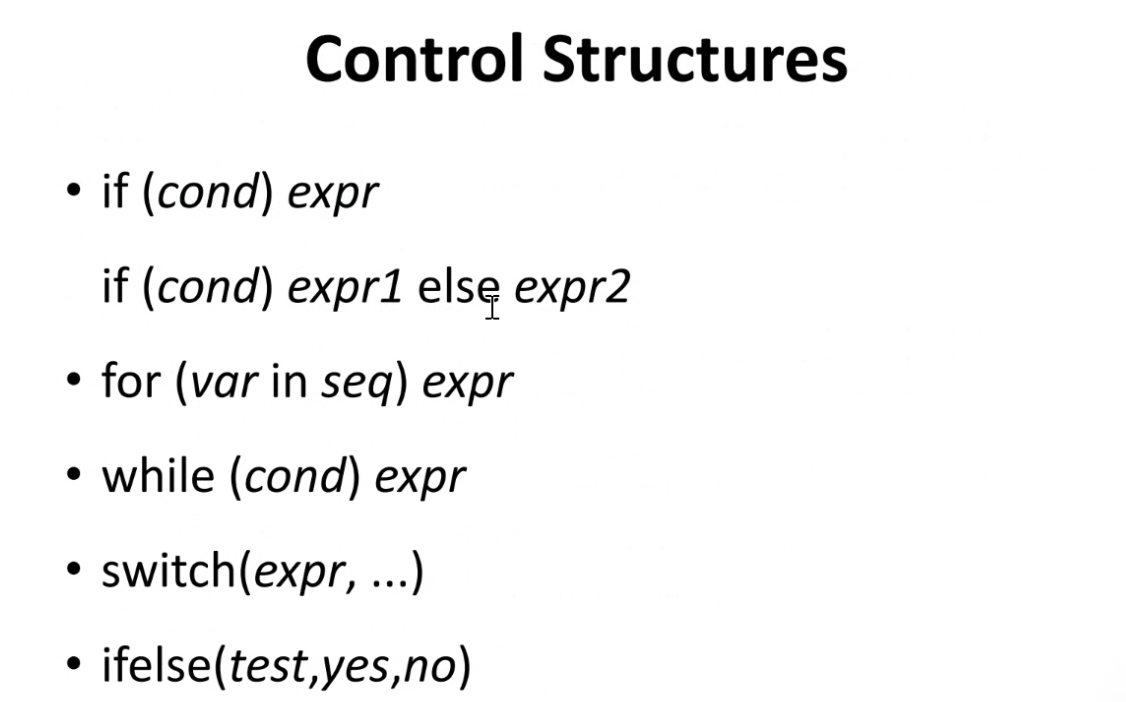 Control Structures
• if (cond) expr
if (cond) expr1 else expr2
• for (var in seq) expr
• while (cond) expr
• switch(expr, ...)
• ifelse(test,yes,no)